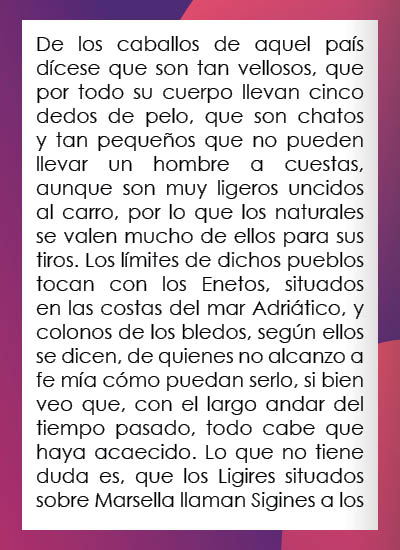 De los caballos de aquel país
dícese que son tan vellosos, que
por todo su cuerpo llevan cinco
dedos de pelo, que son chatos
y tan pequeños que no pueden
llevar un hombre a cuestas,
aunque son muy ligeros uncidos
al carro, por lo que los naturales
se valen mucho de ellos para sus
tiros. Los límites de dichos pueblos
tocan con los Enetos, situados
en las costas del mar Adriático, y
colonos de los bledos, según ellos
se dicen, de quienes no alcanzo a
fe mía cómo puedan serlo, si bien
veo que, con el largo andar del
tiempo pasado, todo cabe que
haya acaecido. Lo que no tiene
duda es, que los Ligires situados
sobre Marsella llaman Sigines a los